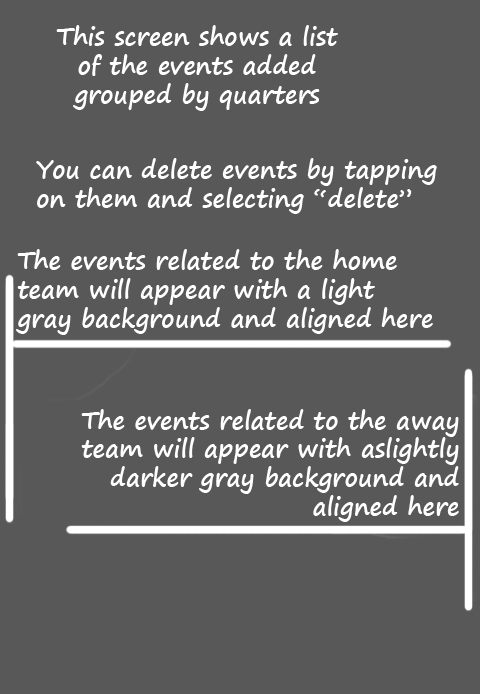 This screen shows a list
of the events added
grouped by quarters
You can delete events by tapping
on them and selecting “delete”
The events related to the home
team will appear with a light
gray background and aligned here
The events related to the away
team will appear with aslightly
darker gray background and
aligned here